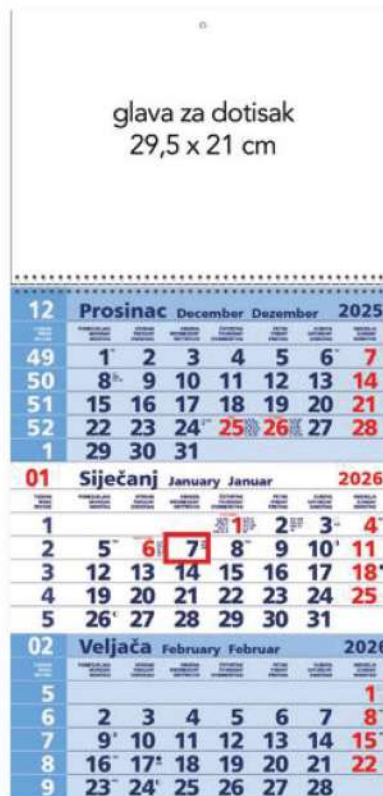 glava za dotisak
29,5 x 21 cm
12 Prosinac December Dezember 2025
49 1 2 3 4 5 6 7
50 8 9 10 11 12 13 14
51 15 16 17 18 19 20 21
52 22 23 24 25 26 27 28
1 29 30 31
01 Siječanj January Januar 2026
1 1 2 3 4
2 5 6 7 8 9 10 11
3 12 13 14 15 16 17 18
4 19 20 21 22 23 24 25
5 26 27 28 29 30 31
02 Veljača February Februar 2026
5 1
6 2 3 4 5 6 7 8
7 9 10 11 12 13 14 15
8 16 17 18 19 20 21 22
9 23 24 25 26 27 28